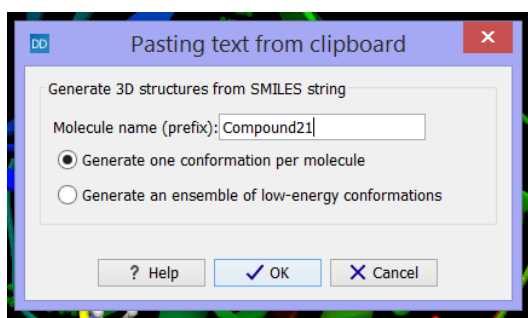 DD Pasting text from clipboard
Generate 3D structures from SMILES string
Molecule name (prefix): Compound21
Generate one conformation per molecule
Generate an ensemble of low-energy conformations
? Help OK Cancel